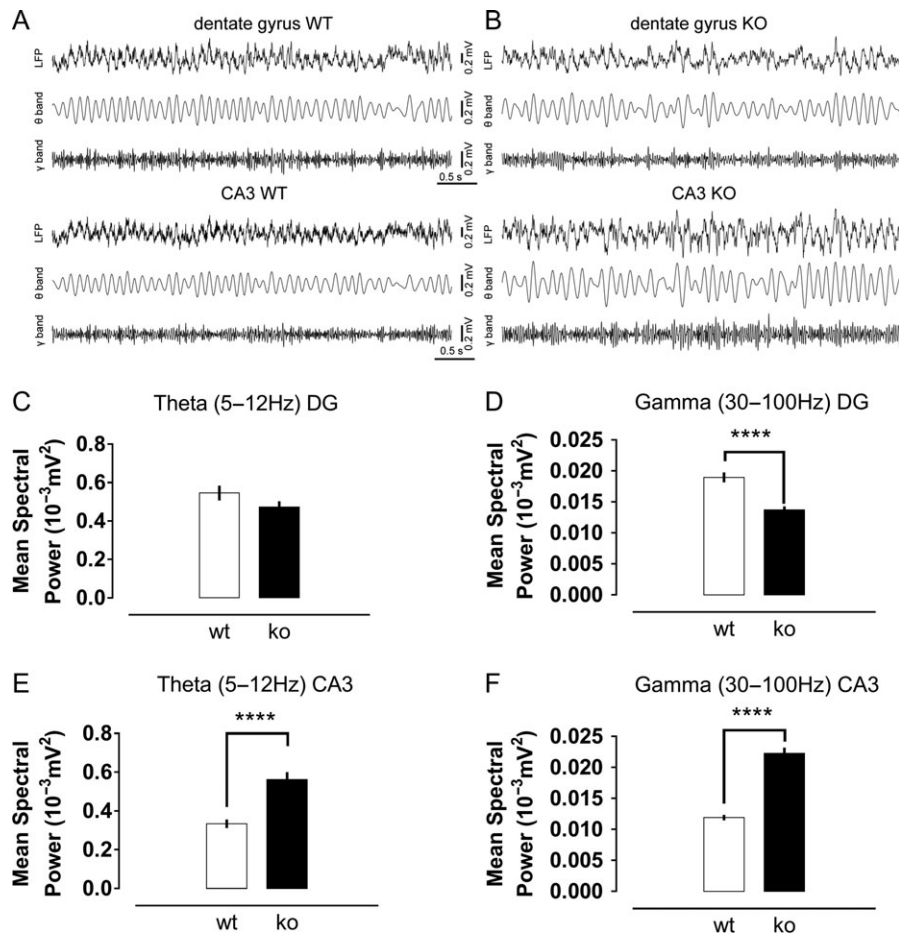 A
dentate gyrus WT
LFP
0.2 mV
θ band
0.2 mV
γ band
0.2 mV
0.5 s
CA3 WT
LFP
0.2 mV
θ band
0.2 mV
γ band
0.2 mV
0.5 s
B
dentate gyrus KO
LFP
θ band
γ band
CA3 KO
LFP
θ band
γ band
C
Theta (5–12Hz) DG
Mean Spectral
Power (10⁻³mV²)
0.8
0.6
0.4
0.2
0.0
wt
ko
D
Gamma (30–100Hz) DG
Mean Spectral
Power (10⁻³mV²)
0.025
0.020
0.015
0.010
0.005
0.000
****
wt
ko
E
Theta (5–12Hz) CA3
Mean Spectral
Power (10⁻³mV²)
0.8
0.6
0.4
0.2
0.0
****
wt
ko
F
Gamma (30–100Hz) CA3
Mean Spectral
Power (10⁻³mV²)
0.025
0.020
0.015
0.010
0.005
0.000
****
wt
ko